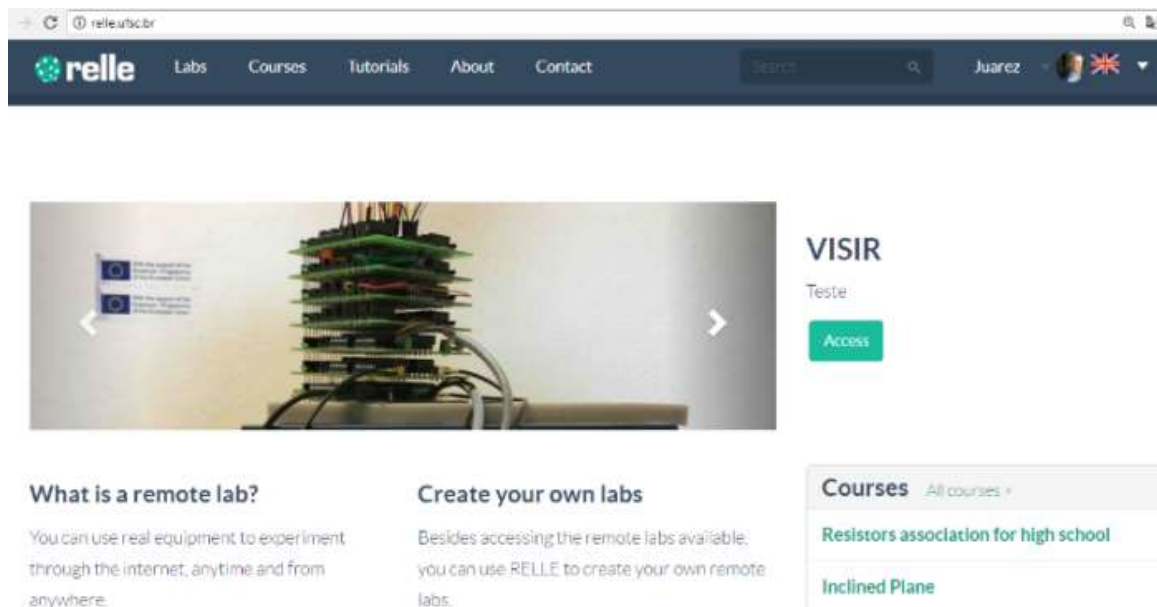 relle.ufsc.br
relle Labs Courses Tutorials About Contact Search Juarez
VISIR
Teste
Access
What is a remote lab?
You can use real equipment to experiment
through the internet, anytime and from
anywhere.
Create your own labs
Besides accessing the remote labs available,
you can use RELLE to create your own remote
labs.
Courses All courses
Resistors association for high school
Inclined Plane